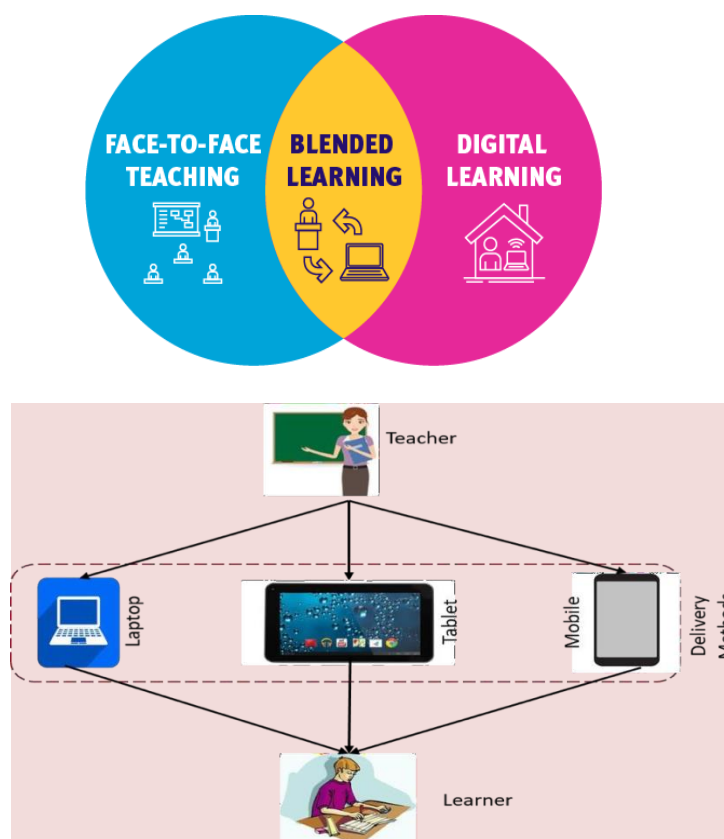 FACE-TO-FACE
TEACHING
BLENDED
LEARNING
DIGITAL
LEARNING
Teacher
Laptop
Tablet
Mobile
Delivery
Learner